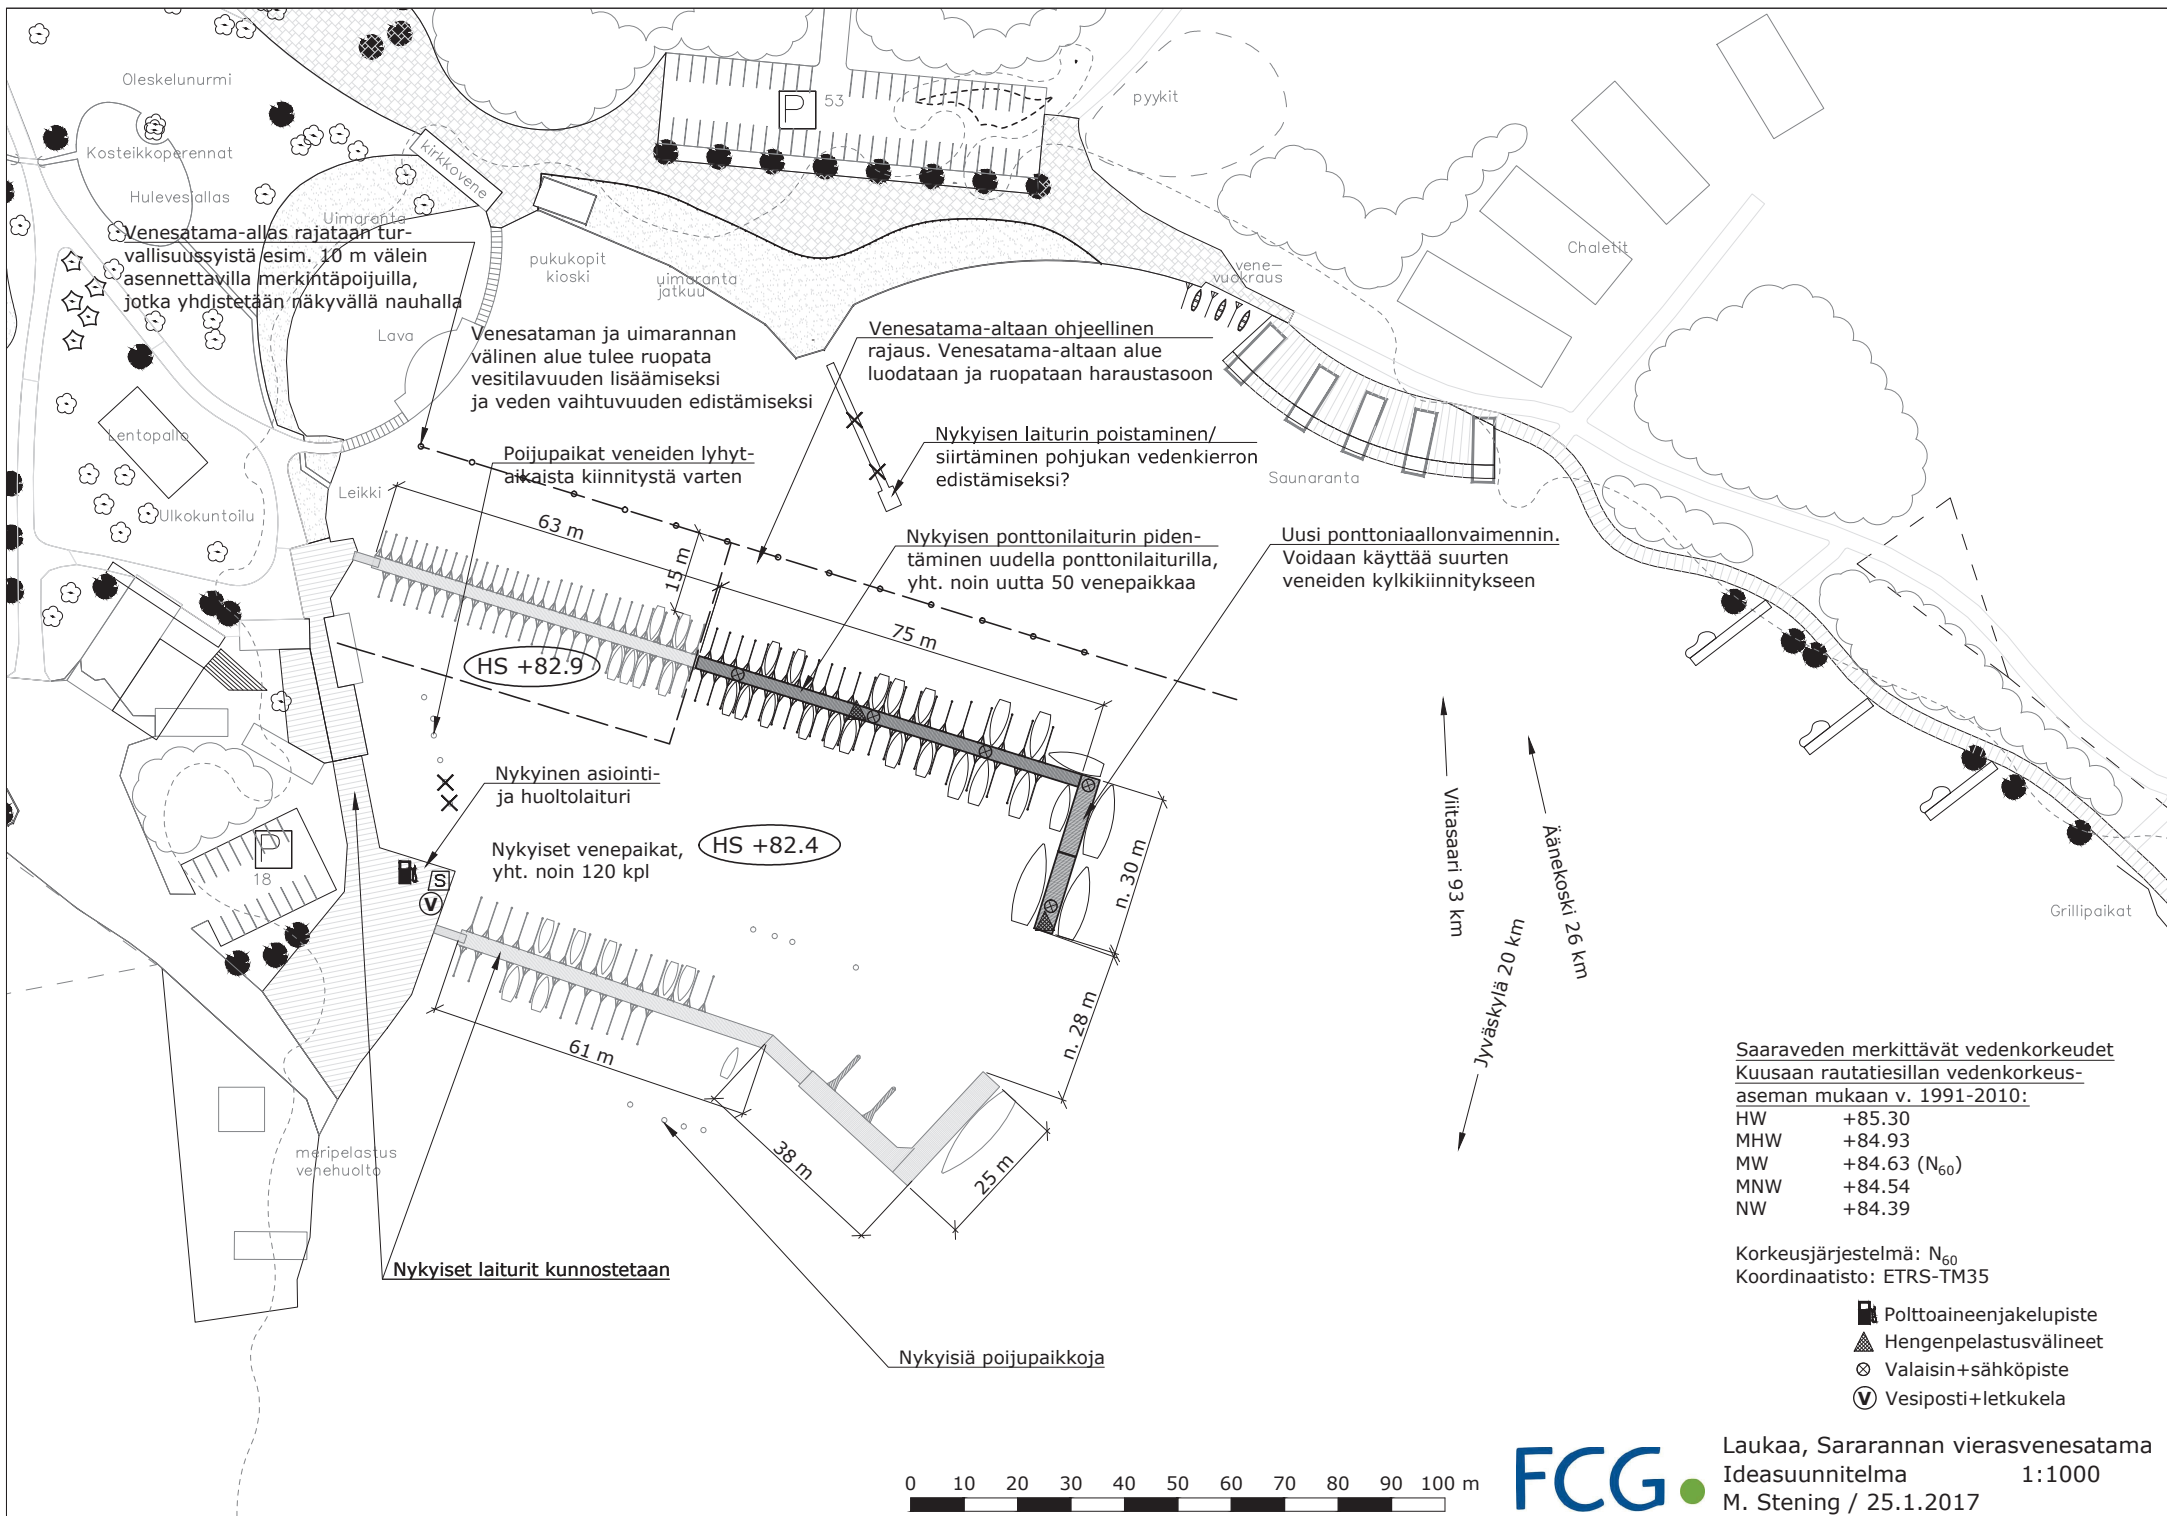 Oleskelunurmi
Kosteikkoperennat
Hulevesiallas
Uimaranta
kirkkovene
Venesatama-allas rajataan tur-
vallisuussyistä esim. 10 m välein
asennettavilla merkintäpoijuilla,
jotka yhdistetään näkyvällä nauhalla
Lava
Lentopallo
Leikki
Ulkokuntoilu
P
53
pyykit
pukukopit
kioski
uimaranta
jatkuu
vene-
vuokraus
Chaletit
Saunaranta
Grillipaikat
Venesataman ja uimarannan
välinen alue tulee ruopata
vesitilavuuden lisäämiseksi
ja veden vaihtuvuuden edistämiseksi
Venesatama-altaan ohjeellinen
rajaus. Venesatama-altaan alue
luodataan ja ruopataan haraustasoon
Poijupaikat veneiden lyhyt-
aikaista kiinnitystä varten
Nykyisen laiturin poistaminen/
siirtäminen pohjukan vedenkierron
edistämiseksi?
Nykyisen ponttonilaiturin piden-
täminen uudella ponttonilaiturilla,
yht. noin uutta 50 venepaikkaa
Uusi ponttoniaallonvaimennin.
Voidaan käyttää suurten
veneiden kylkikiinnitykseen
63 m
15 m
75 m
HS +82.9
Nykyinen asiointi-
ja huoltolaituri
Nykyiset venepaikat,
yht. noin 120 kpl
HS +82.4
P
18
S
V
n. 30 m
n. 28 m
61 m
38 m
25 m
Viitasaari 93 km
Äänekoski 26 km
Jyväskylä 20 km
meripelastus
venehuolto
Nykyiset laiturit kunnostetaan
Nykyisiä poijupaikkoja
Saaraveden merkittävät vedenkorkeudet
Kuusaan rautatiesillan vedenkorkeus-
aseman mukaan v. 1991-2010:
HW +85.30
MHW +84.93
MW +84.63 (N60)
MNW +84.54
NW +84.39
Korkeusjärjestelmä: N60
Koordinaatisto: ETRS-TM35
Polttoaineenjakelupiste
Hengenpelastusvälineet
Valaisin+sähköpiste
V Vesiposti+letkukela
0 10 20 30 40 50 60 70 80 90 100 m
FCG
Laukaa, Sararannan vierasvenesatama
Ideasuunnitelma 1:1000
M. Stening / 25.1.2017